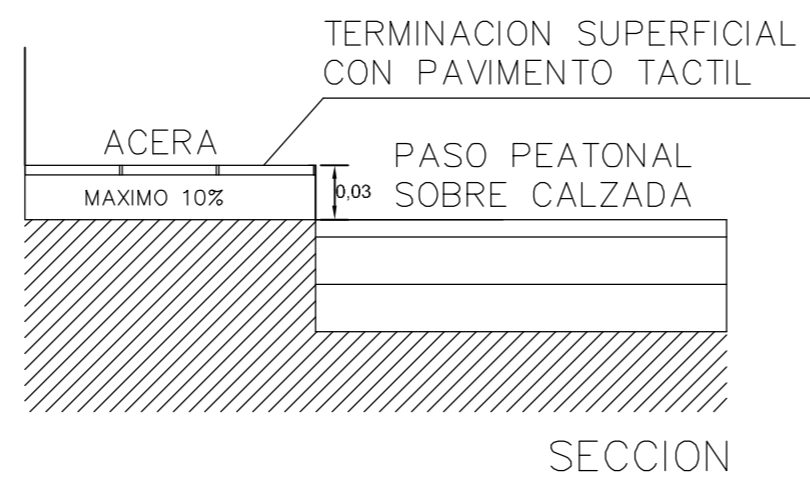 TERMINACION SUPERFICIAL
CON PAVIMENTO TACTIL
ACERA
PASO PEATONAL
SOBRE CALZADA
MAXIMO 10%
0,03
SECCION